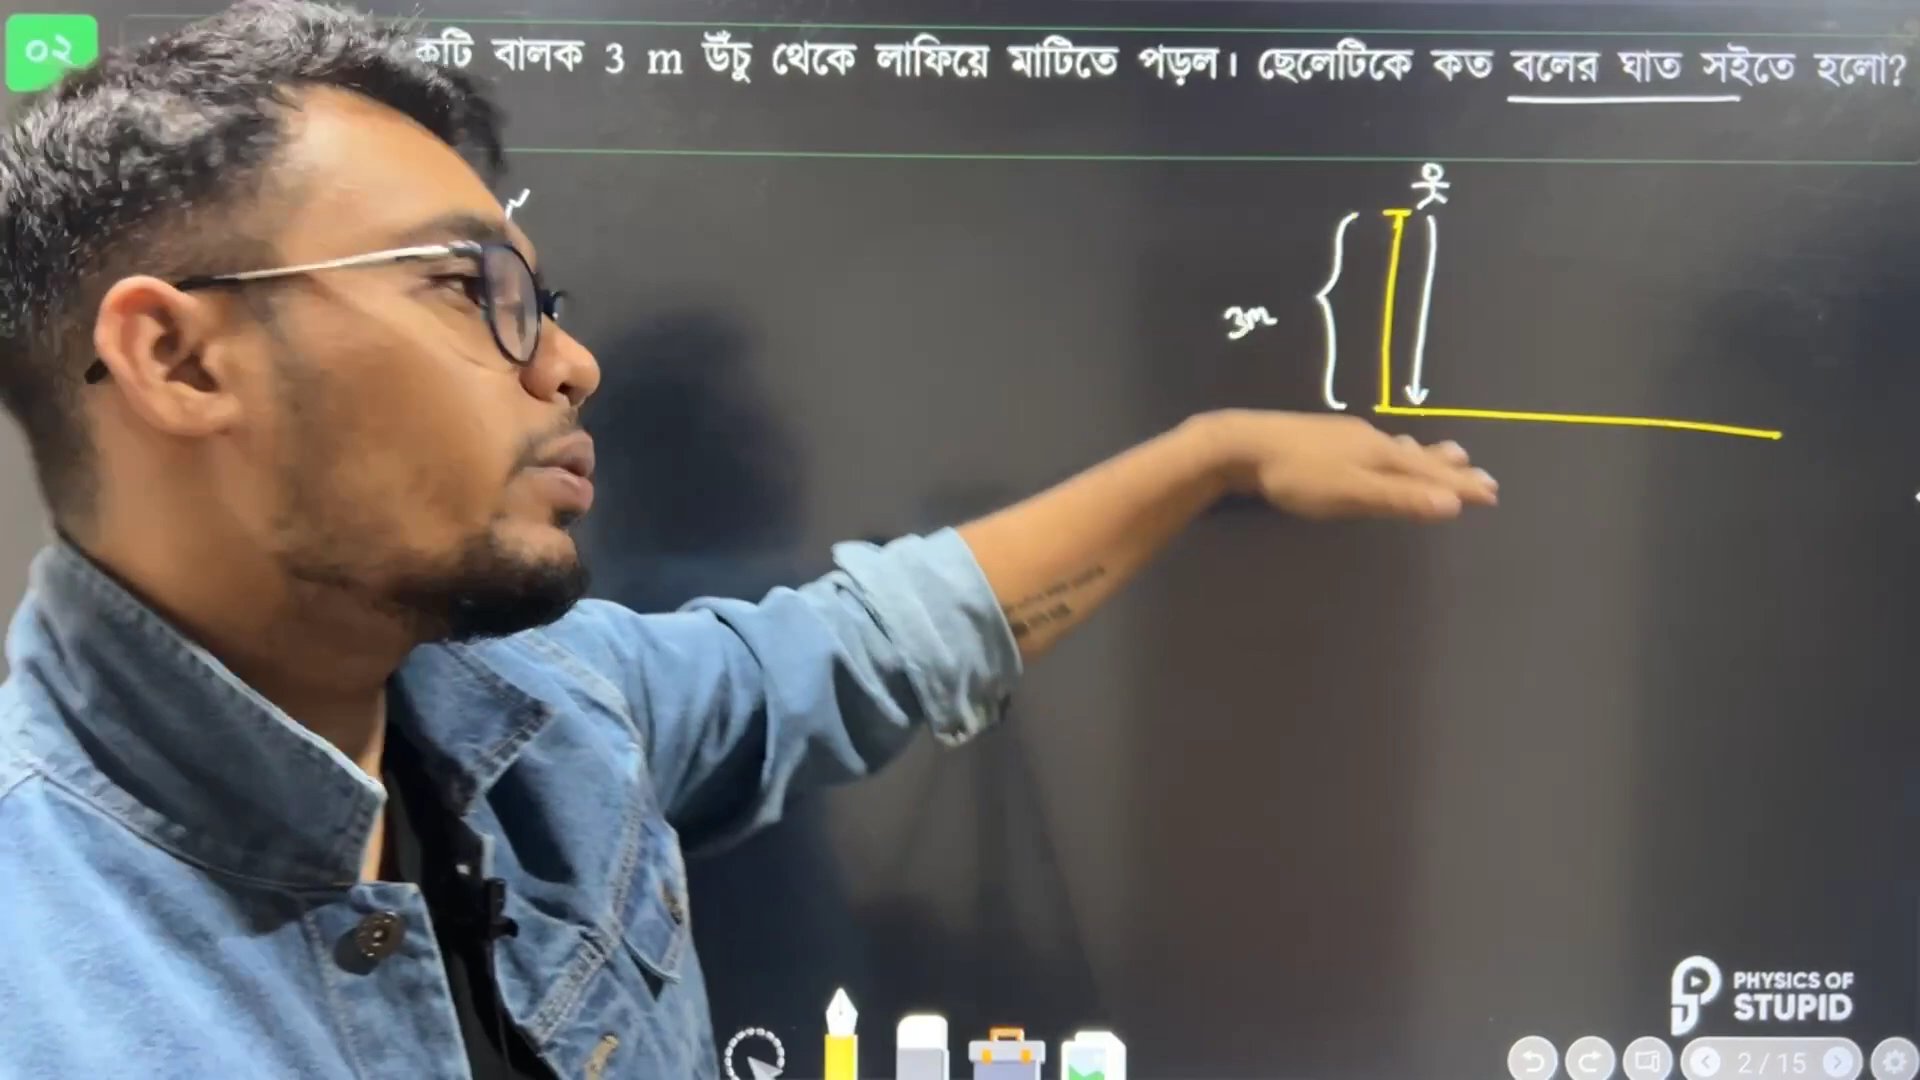 ০২
কটি বালক 3 m উঁচু থেকে লাফিয়ে মাটিতে পড়ল। ছেলেটিকে কত বলের ঘাত সইতে হলো?
3m
PHYSICS OF
STUPID
2 / 15